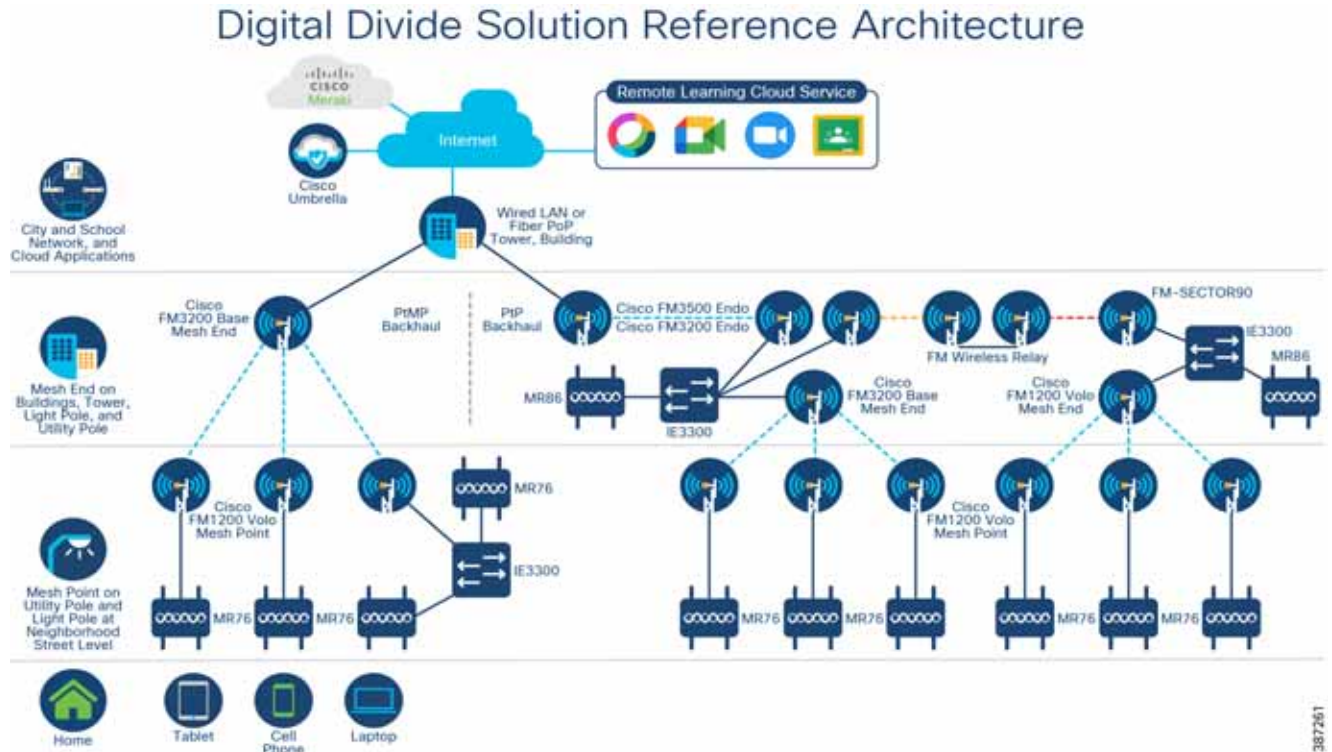 Digital Divide Solution Reference Architecture
CISCO
Meraki
Internet
Remote Learning Cloud Service
Cisco
Umbrella
City and School
Network, and
Cloud Applications
Wired LAN or
Fiber PoP
Tower, Building
Cisco
FM3200 Base
Mesh End
PtMP
Backhaul
PtP
Backhaul
Cisco FM3500 Endo
Cisco FM3200 Endo
FM Wireless Relay
FM-SECTOR90
IE3300
MR86
Mesh End on
Buildings, Tower,
Light Pole, and
Utility Pole
MR86
IE3300
Cisco
FM3200 Base
Mesh End
Cisco
FM1200 Volo
Mesh End
Cisco
FM1200 Volo
Mesh Point
MR76
IE3300
Cisco
FM1200 Volo
Mesh Point
Mesh Point on
Utility Pole and
Light Pole at
Neighborhood
Street Level
MR76
MR76
MR76
MR76
MR76
MR76
Home
Tablet
Cell
Phone
Laptop
387261